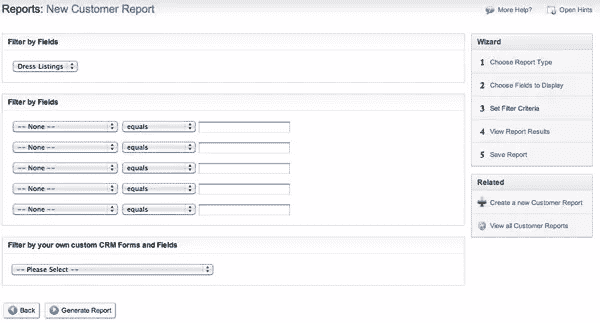 Reports: New Customer Report
More Help?
Open Hints
Filter by Fields
Dress Listings
Filter by Fields
-- None -- equals
-- None -- equals
-- None -- equals
-- None -- equals
-- None -- equals
Filter by your own custom CRM Forms and Fields
-- Please Select --
Back
Generate Report
Wizard
1 Choose Report Type
2 Choose Fields to Display
3 Set Filter Criteria
4 View Report Results
5 Save Report
Related
Create a new Customer Report
View all Customer Reports